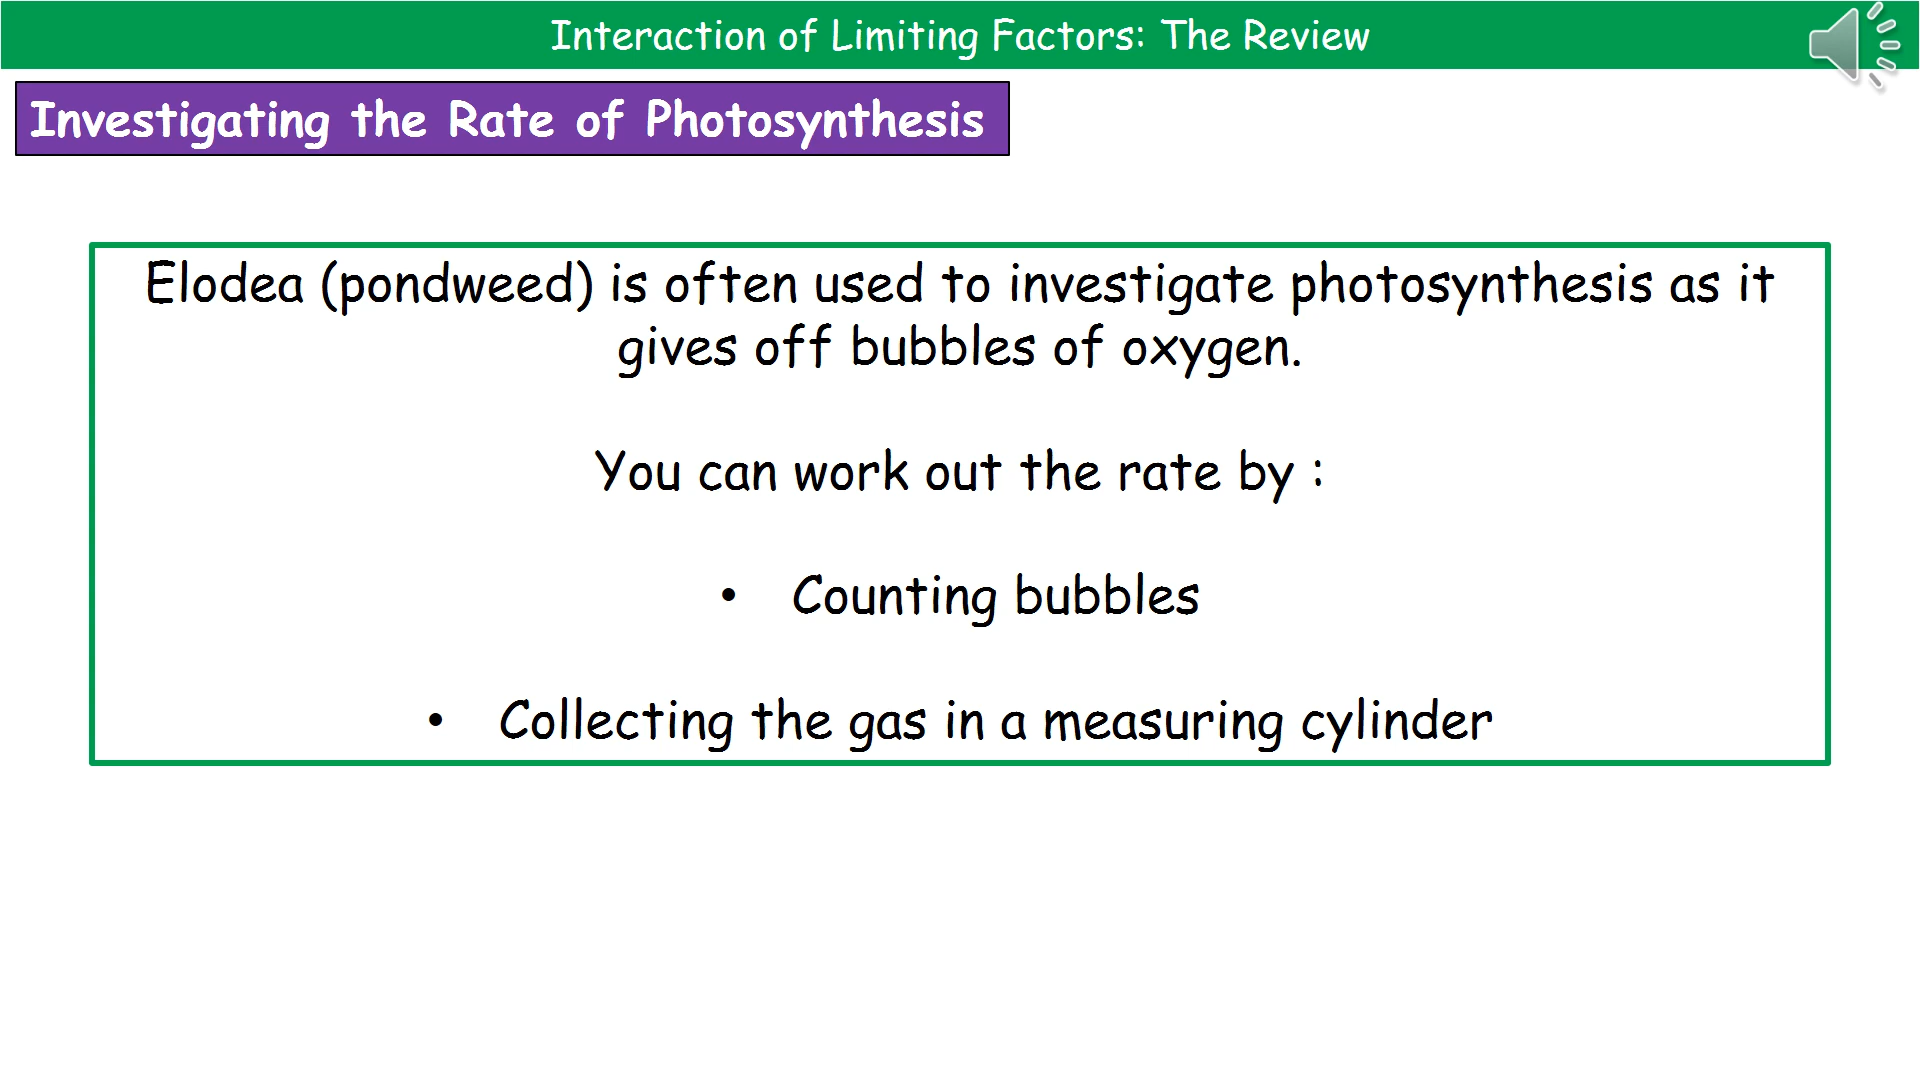 Interaction of Limiting Factors: The Review
Investigating the Rate of Photosynthesis
Elodea (pondweed) is often used to investigate photosynthesis as it
gives off bubbles of oxygen.
You can work out the rate by :
• Counting bubbles
• Collecting the gas in a measuring cylinder